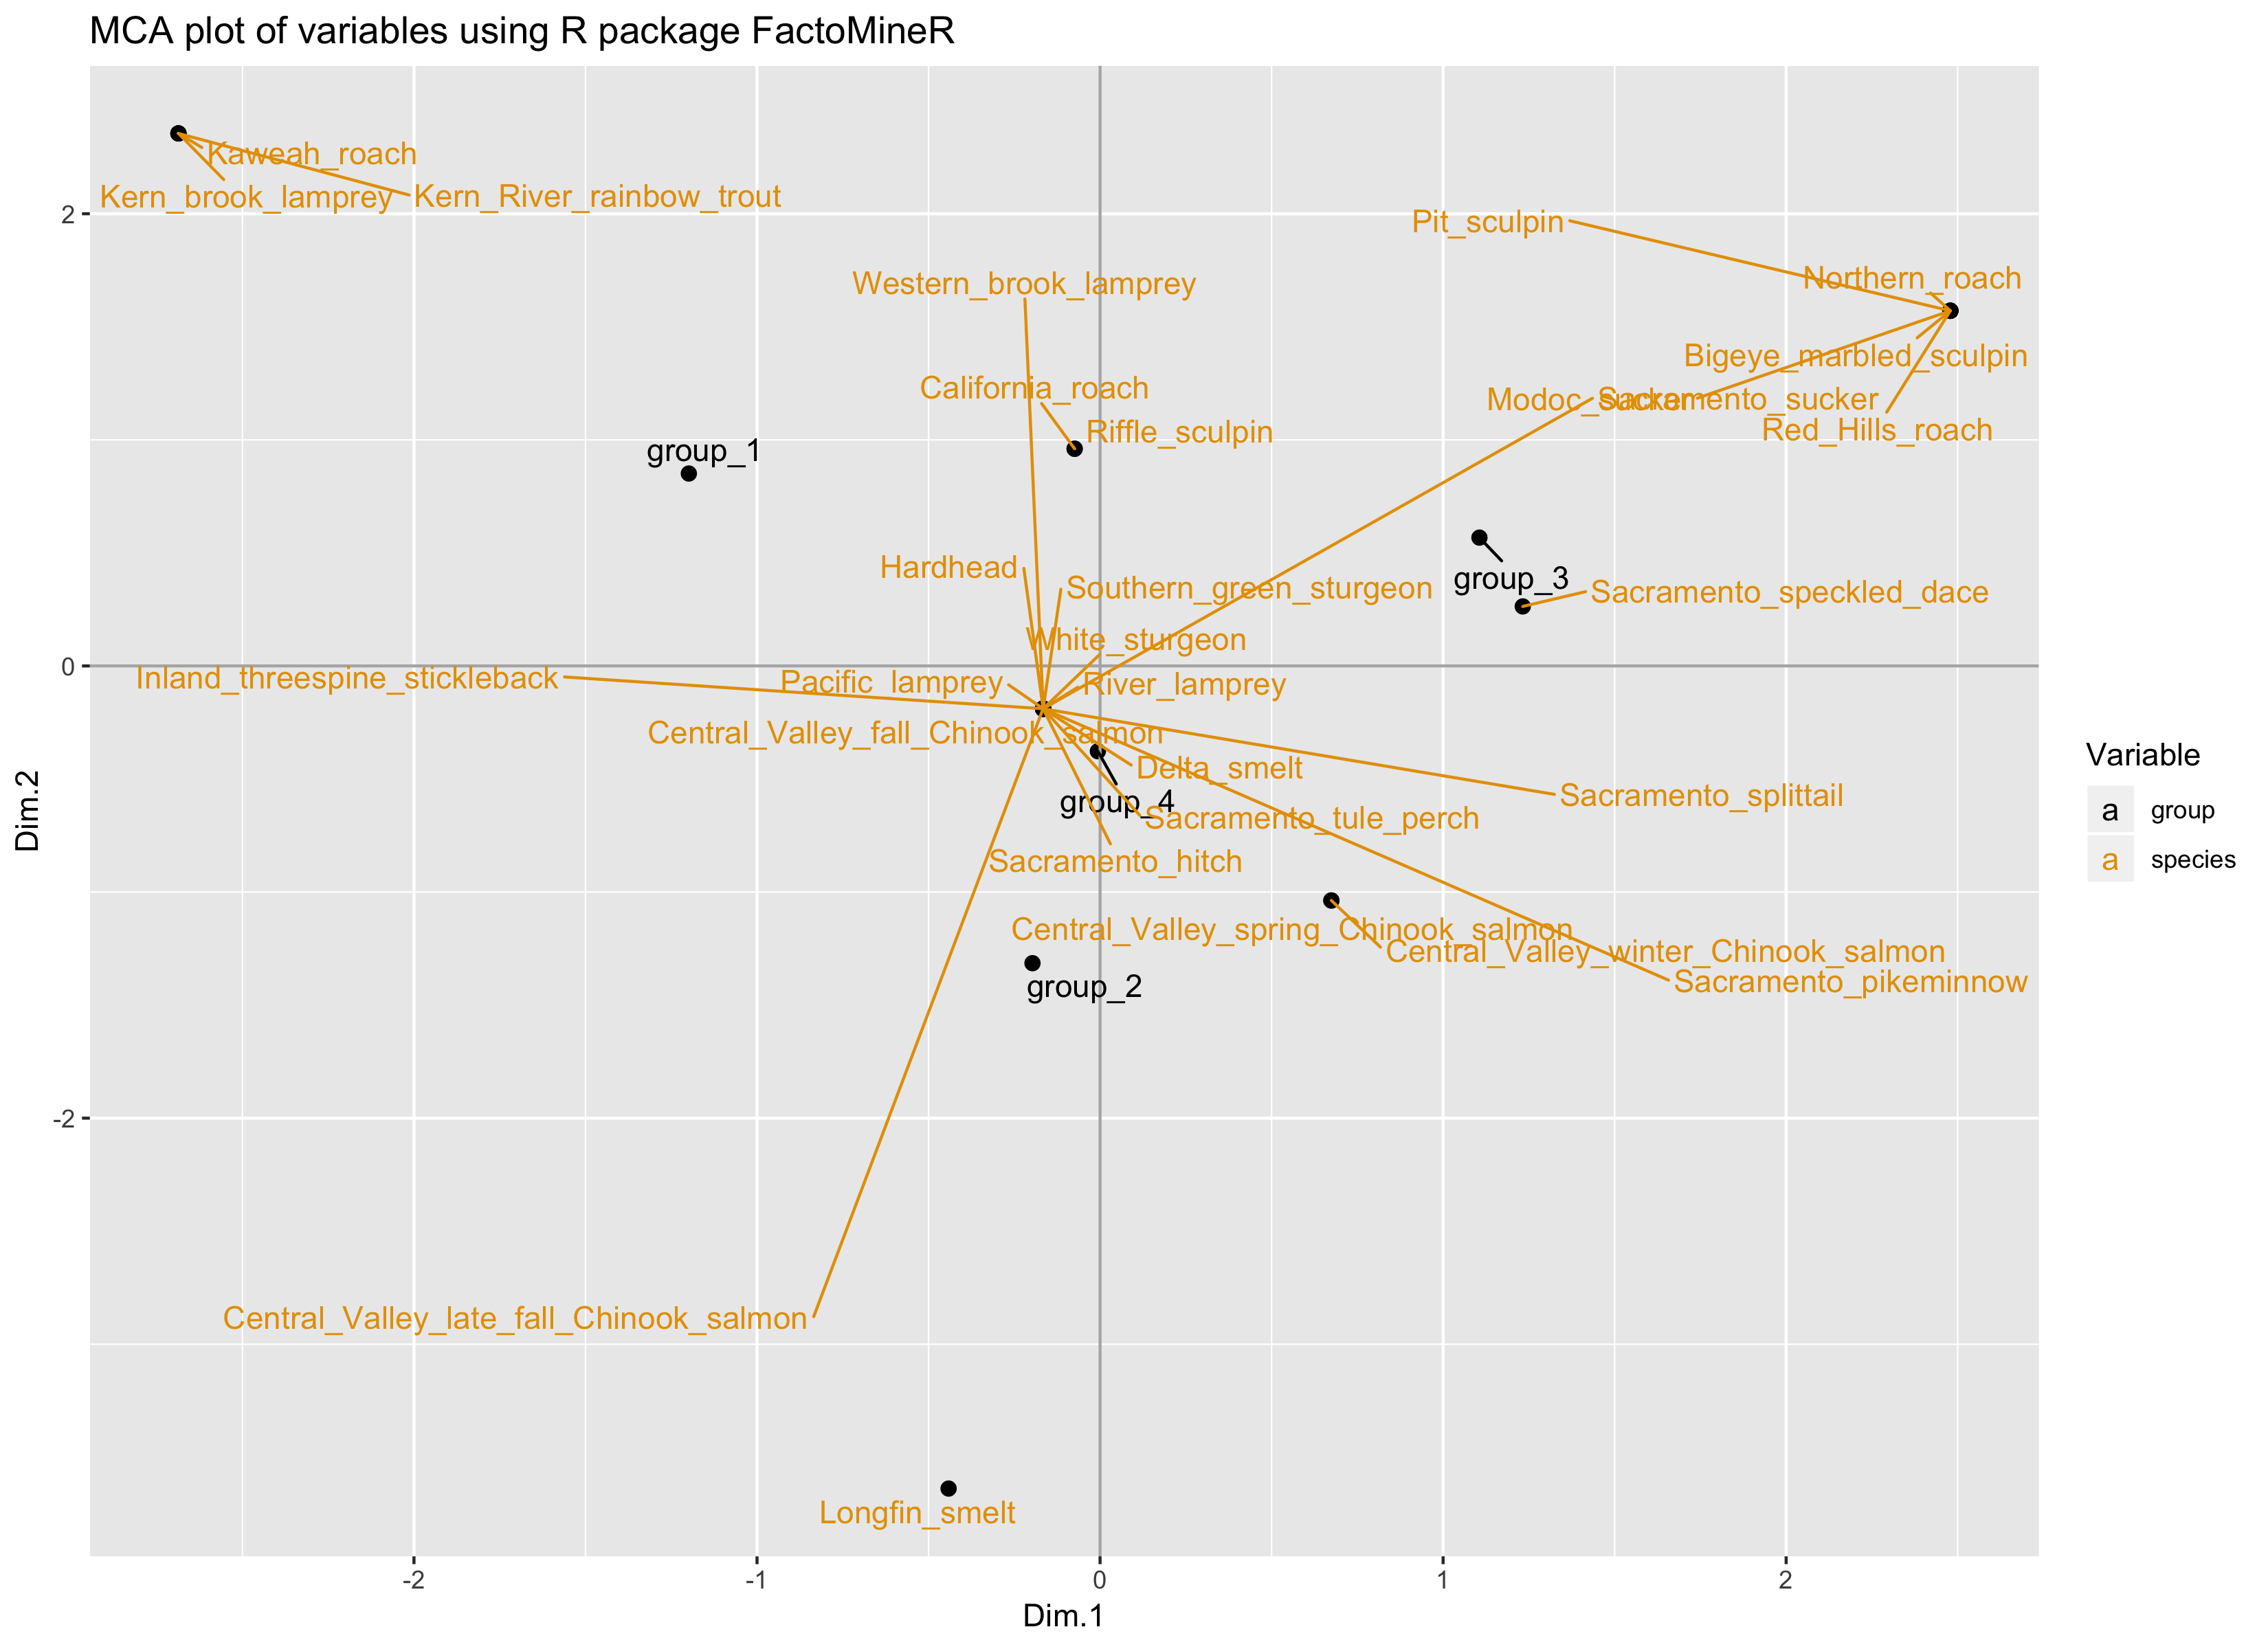 MCA plot of variables using R package FactoMineR
Kaweah_roach
Kern_brook_lamprey
Kern_River_rainbow_trout
2
Pit_sculpin
Northern_roach
Western_brook_lamprey
Bigeye_marbled_sculpin
California_roach
Modoc_sucker
Sacramento_sucker
Red_Hills_roach
Riffle_sculpin
group_1
Hardhead
Southern_green_sturgeon
group_3
Sacramento_speckled_dace
White_sturgeon
0
Inland_threespine_stickleback
Pacific_lamprey
River_lamprey
Central_Valley_fall_Chinook_salmon
Delta_smelt
group_4
Sacramento_splittail
Sacramento_tule_perch
Sacramento_hitch
Central_Valley_spring_Chinook_salmon
Central_Valley_winter_Chinook_salmon
Sacramento_pikeminnow
group_2
-2
Central_Valley_late_fall_Chinook_salmon
Longfin_smelt
-2
-1
0
1
2
Dim.1
Dim.2
Variable
a group
a species